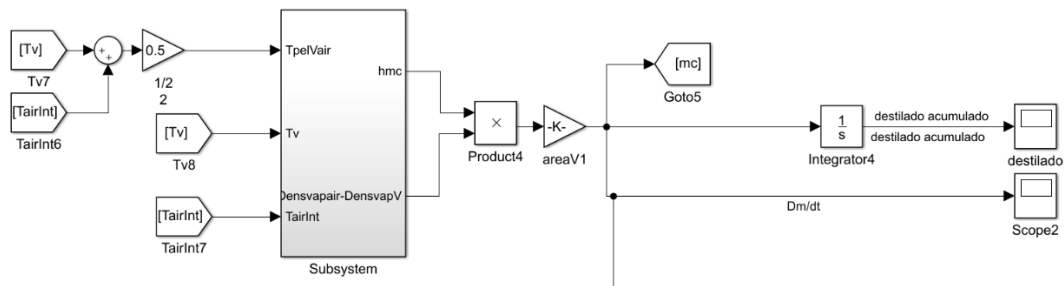 [Tv]
Tv7
+
+
0.5
1/2
2
[TairInt]
TairInt6
[Tv]
Tv8
[TairInt]
TairInt7
TpelVair
Tv
TairInt
hmc
Densvapair-DensvapV
Subsystem
×
Product4
-K-
areaV1
[mc]
Goto5
1
s
Integrator4
destilado acumulado
destilado acumulado
destilado
Dm/dt
Scope2